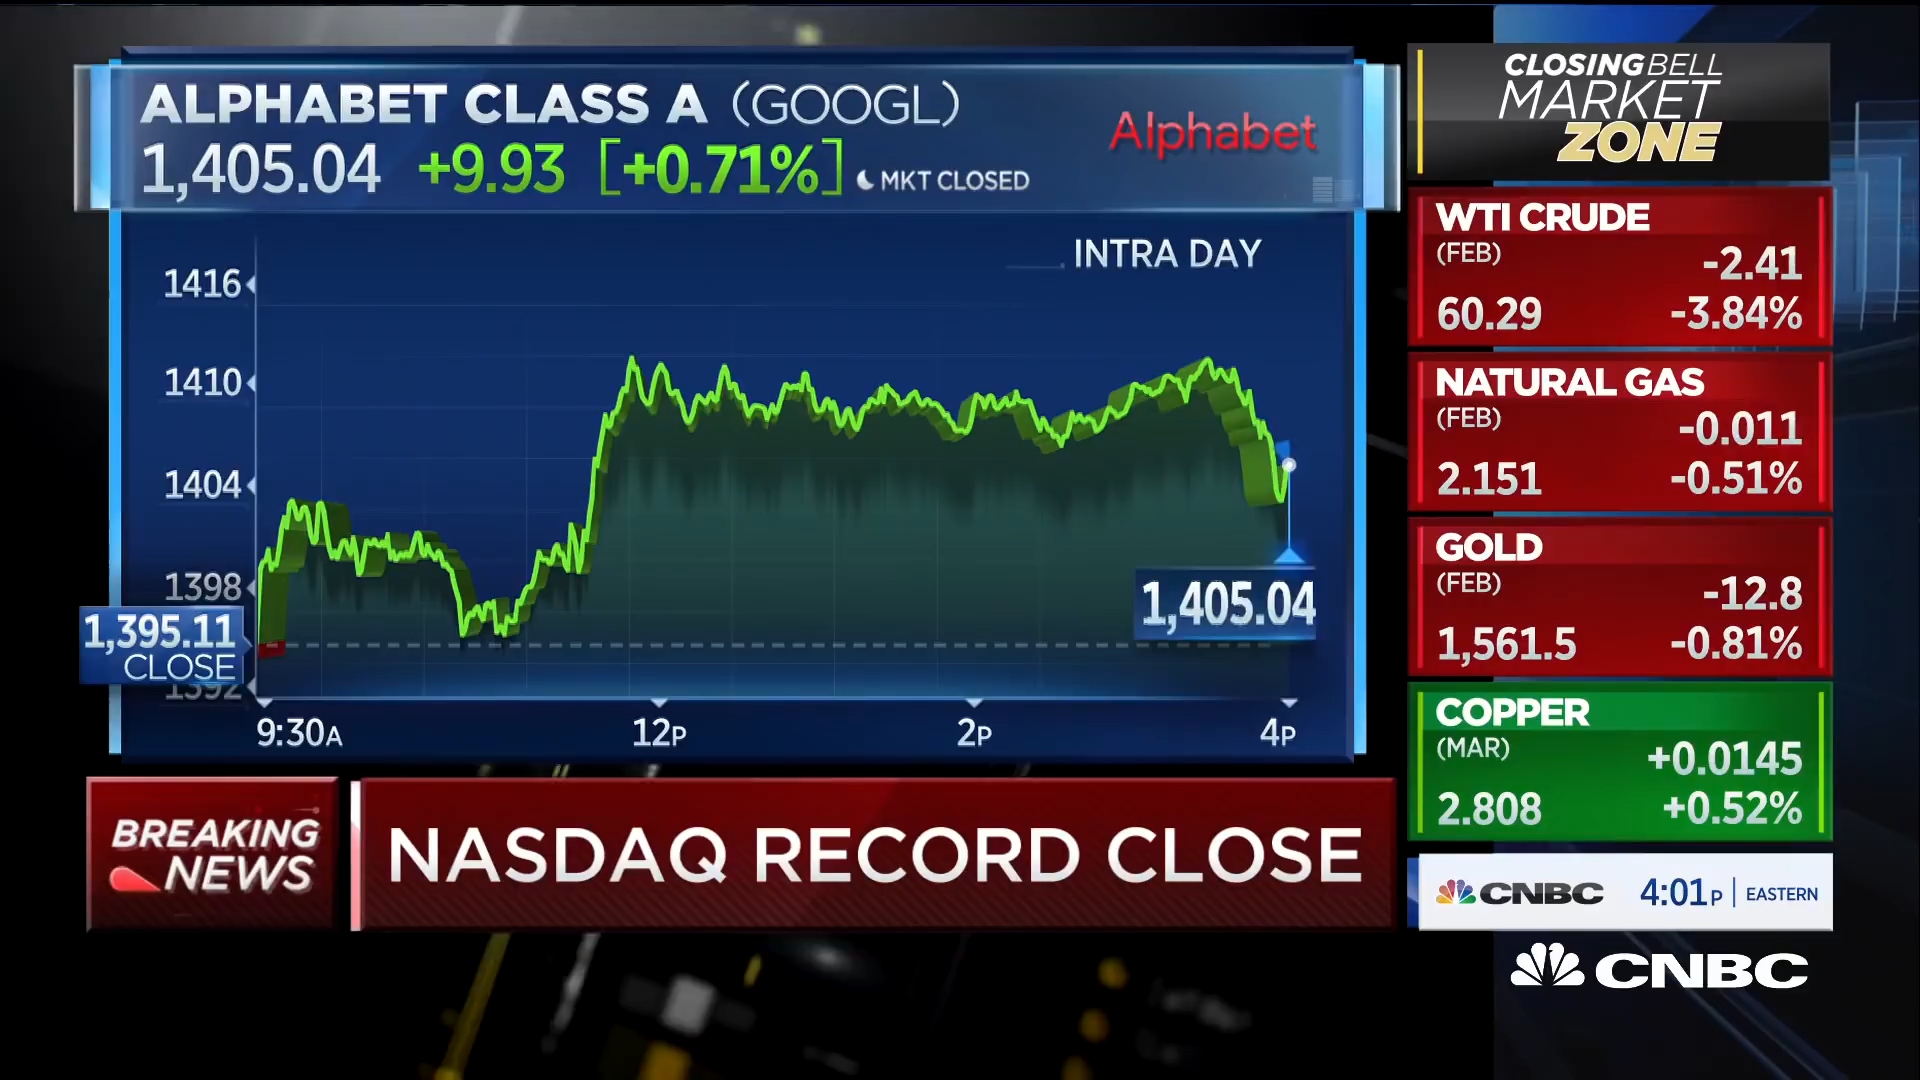 ALPHABET CLASS A (GOOGL)
1,405.04 +9.93 [+0.71%] MKT CLOSED
Alphabet
INTRA DAY
1416
1410
1404
1398
1,395.11
CLOSE
1392
1,405.04
9:30A 12P 2P 4P
BREAKING
NEWS
NASDAQ RECORD CLOSE
CLOSING BELL
MARKET
ZONE
WTI CRUDE
(FEB)
-2.41
60.29 -3.84%
NATURAL GAS
(FEB)
-0.011
2.151 -0.51%
GOLD
(FEB)
-12.8
1,561.5 -0.81%
COPPER
(MAR)
+0.0145
2.808 +0.52%
CNBC 4:01P | EASTERN
CNBC